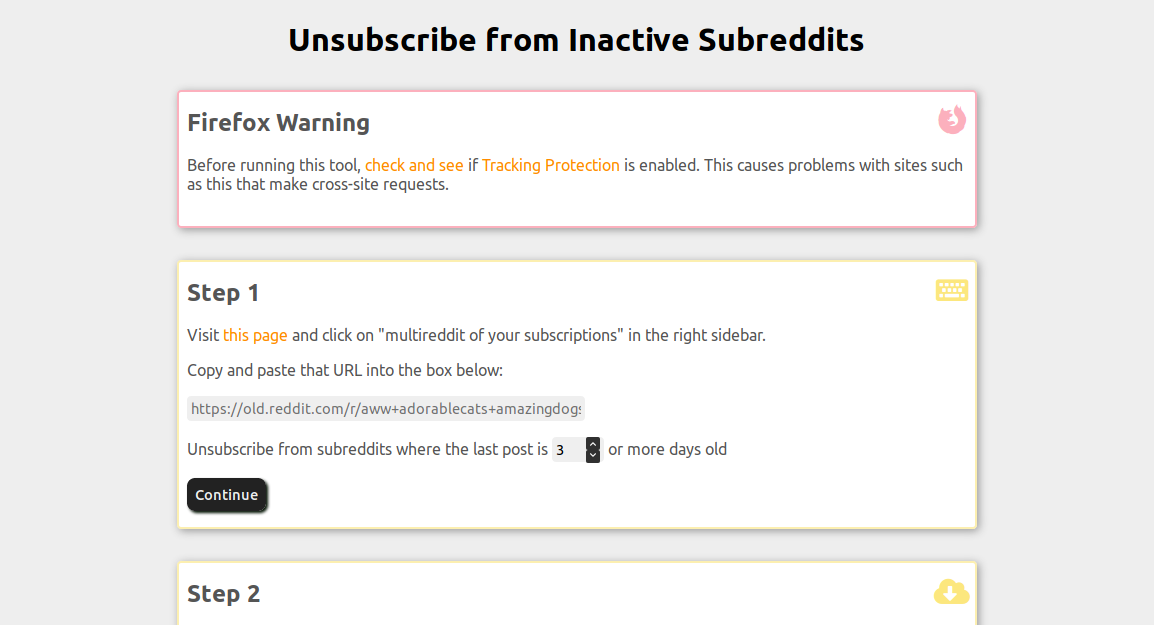 Unsubscribe from Inactive Subreddits
Firefox Warning
Before running this tool, check and see if Tracking Protection is enabled. This causes problems with sites such
as this that make cross-site requests.
Step 1
Visit this page and click on "multireddit of your subscriptions" in the right sidebar.
Copy and paste that URL into the box below:
https://old.reddit.com/r/aww+adorablecats+amazingdogs
Unsubscribe from subreddits where the last post is 3 or more days old
Continue
Step 2